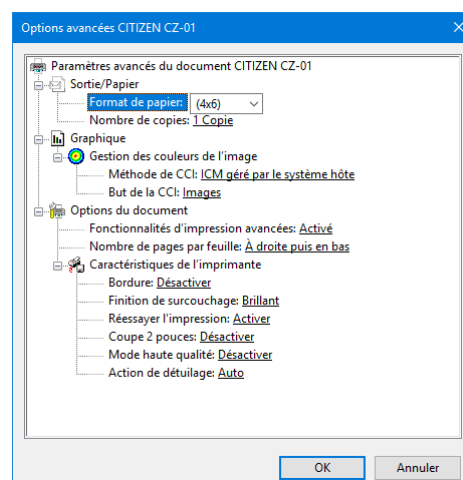 Options avancées CITIZEN CZ-01
Paramètres avancés du document CITIZEN CZ-01
Sortie/Papier
Format de papier: (4x6)
Nombre de copies: 1 Copie
Graphique
Gestion des couleurs de l'image
Méthode de CCI: ICM géré par le système hôte
But de la CCI: Images
Options du document
Fonctionnalités d'impression avancées: Activé
Nombre de pages par feuille: À droite puis en bas
Caractéristiques de l'imprimante
Bordure: Désactiver
Finition de surcouchage: Brillant
Réessayer l'impression: Activer
Coupe 2 pouces: Désactiver
Mode haute qualité: Désactiver
Action de détuilage: Auto
OK Annuler